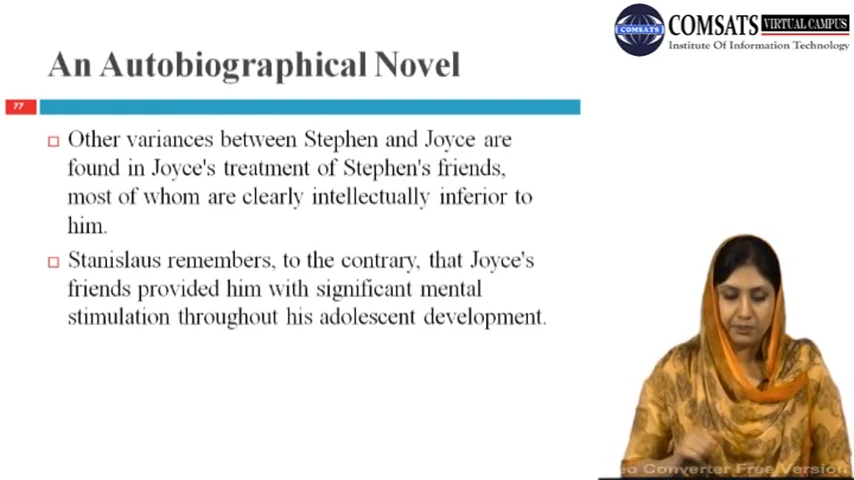 COMSATS VIRTUAL CAMPUS
COMSATS
Institute Of Information Technology
An Autobiographical Novel
77
Other variances between Stephen and Joyce are
found in Joyce's treatment of Stephen's friends,
most of whom are clearly intellectually inferior to
him.
Stanislaus remembers, to the contrary, that Joyce's
friends provided him with significant mental
stimulation throughout his adolescent development.
eo Converter Free Version